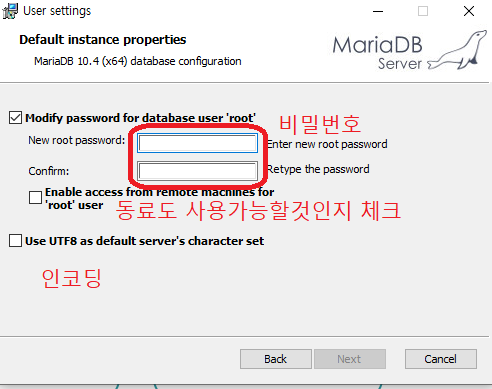 User settings
Default instance properties
MariaDB 10.4 (x64) database configuration
MariaDB
Server
Modify password for database user 'root'
비밀번호
New root password:
Enter new root password
Confirm:
Retype the password
Enable access from remote machines for
'root' user
동료도 사용가능할것인지 체크
Use UTF8 as default server's character set
인코딩
Back
Next
Cancel